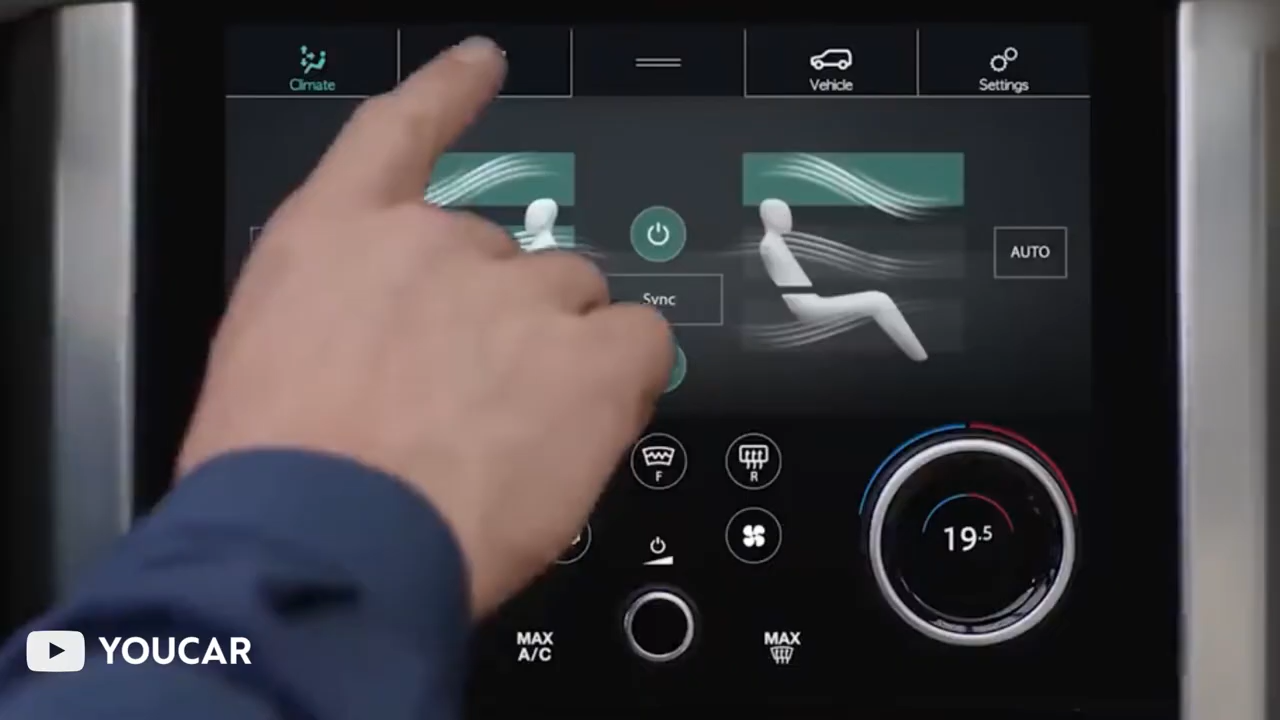 Climate
Vehicle
Settings
AUTO
Sync
F
R
19.5
MAX
A/C
MAX
YOUCAR